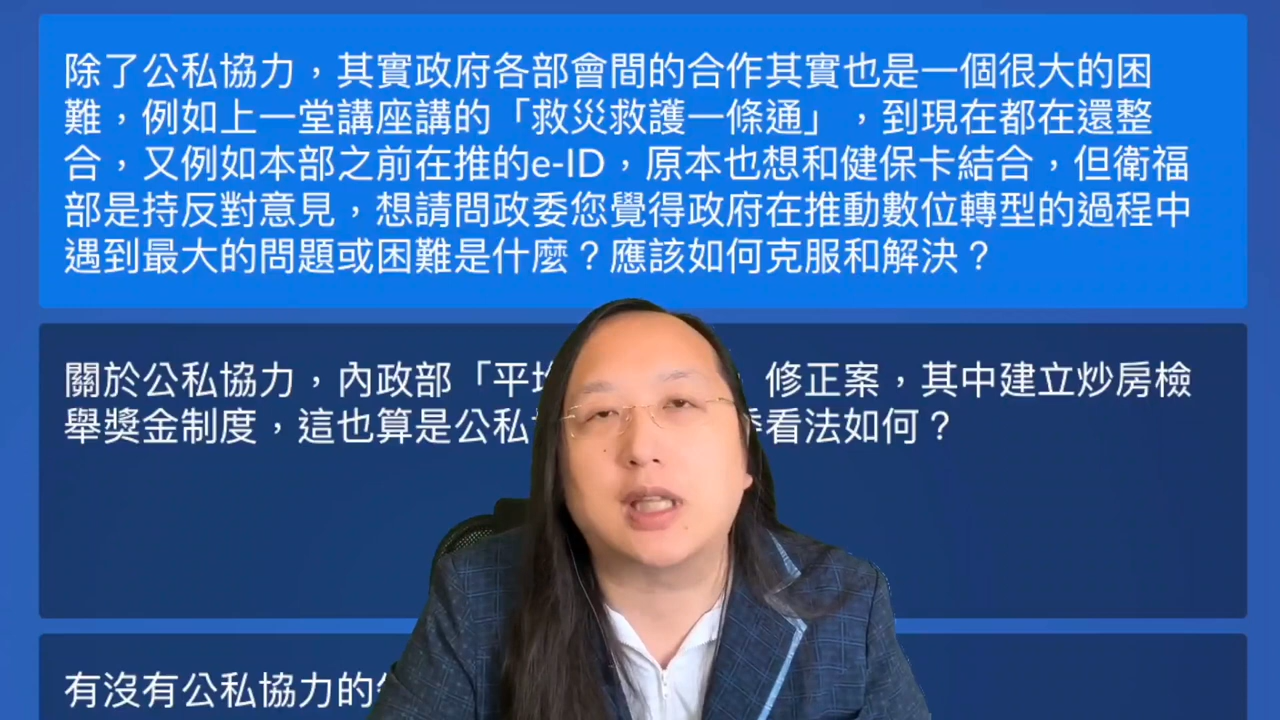 除了公私協力，其實政府各部會間的合作其實也是一個很大的困
難，例如上一堂講座講的「救災救護一條通」，到現在都在還整
合，又例如本部之前在推的e-ID，原本也想和健保卡結合，但衛福
部是持反對意見，想請問政委您覺得政府在推動數位轉型的過程中
遇到最大的問題或困難是什麼？應該如何克服和解決？
關於公私協力，內政部「平 修正案，其中建立炒房檢
舉獎金制度，這也算是公私 看法如何？
有沒有公私協力的